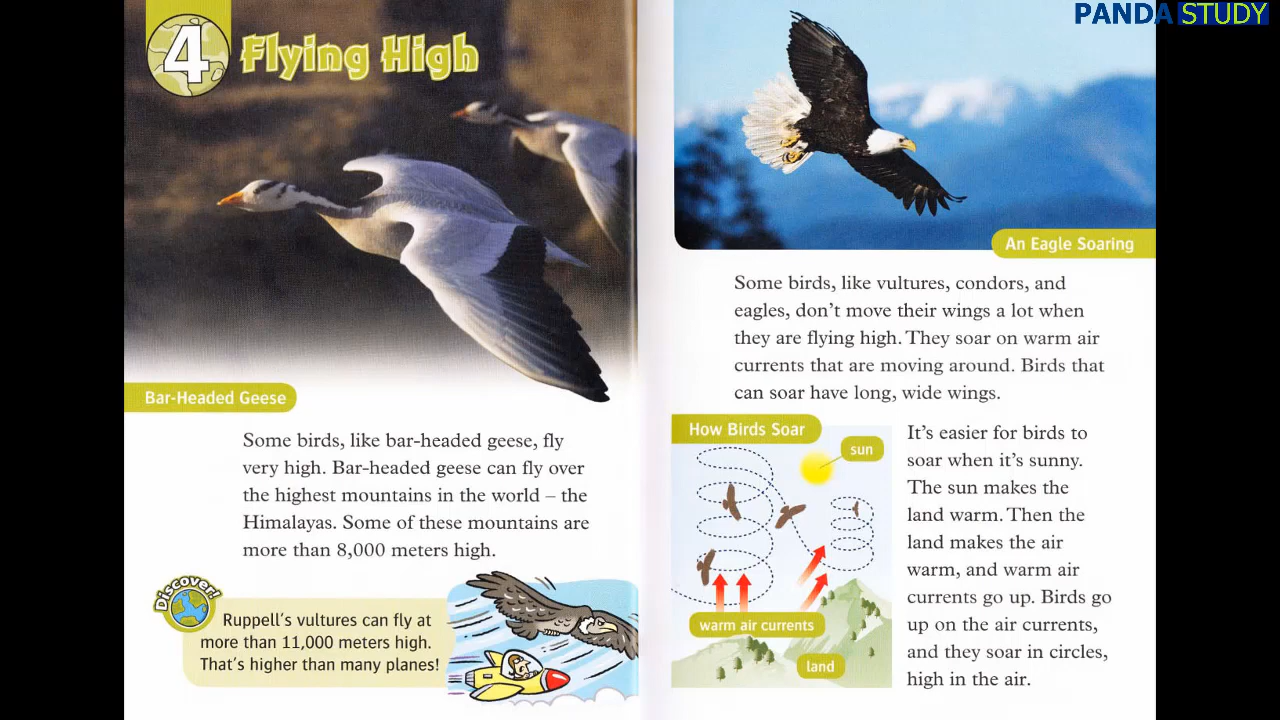 PANDA STUDY
4 Flying High
Bar-Headed Geese
Some birds, like bar-headed geese, fly
very high. Bar-headed geese can fly over
the highest mountains in the world – the
Himalayas. Some of these mountains are
more than 8,000 meters high.
Discover!
Ruppell's vultures can fly at
more than 11,000 meters high.
That's higher than many planes!
An Eagle Soaring
Some birds, like vultures, condors, and
eagles, don't move their wings a lot when
they are flying high. They soar on warm air
currents that are moving around. Birds that
can soar have long, wide wings.
How Birds Soar
sun
warm air currents
land
It's easier for birds to
soar when it's sunny.
The sun makes the
land warm. Then the
land makes the air
warm, and warm air
currents go up. Birds go
up on the air currents,
and they soar in circles,
high in the air.